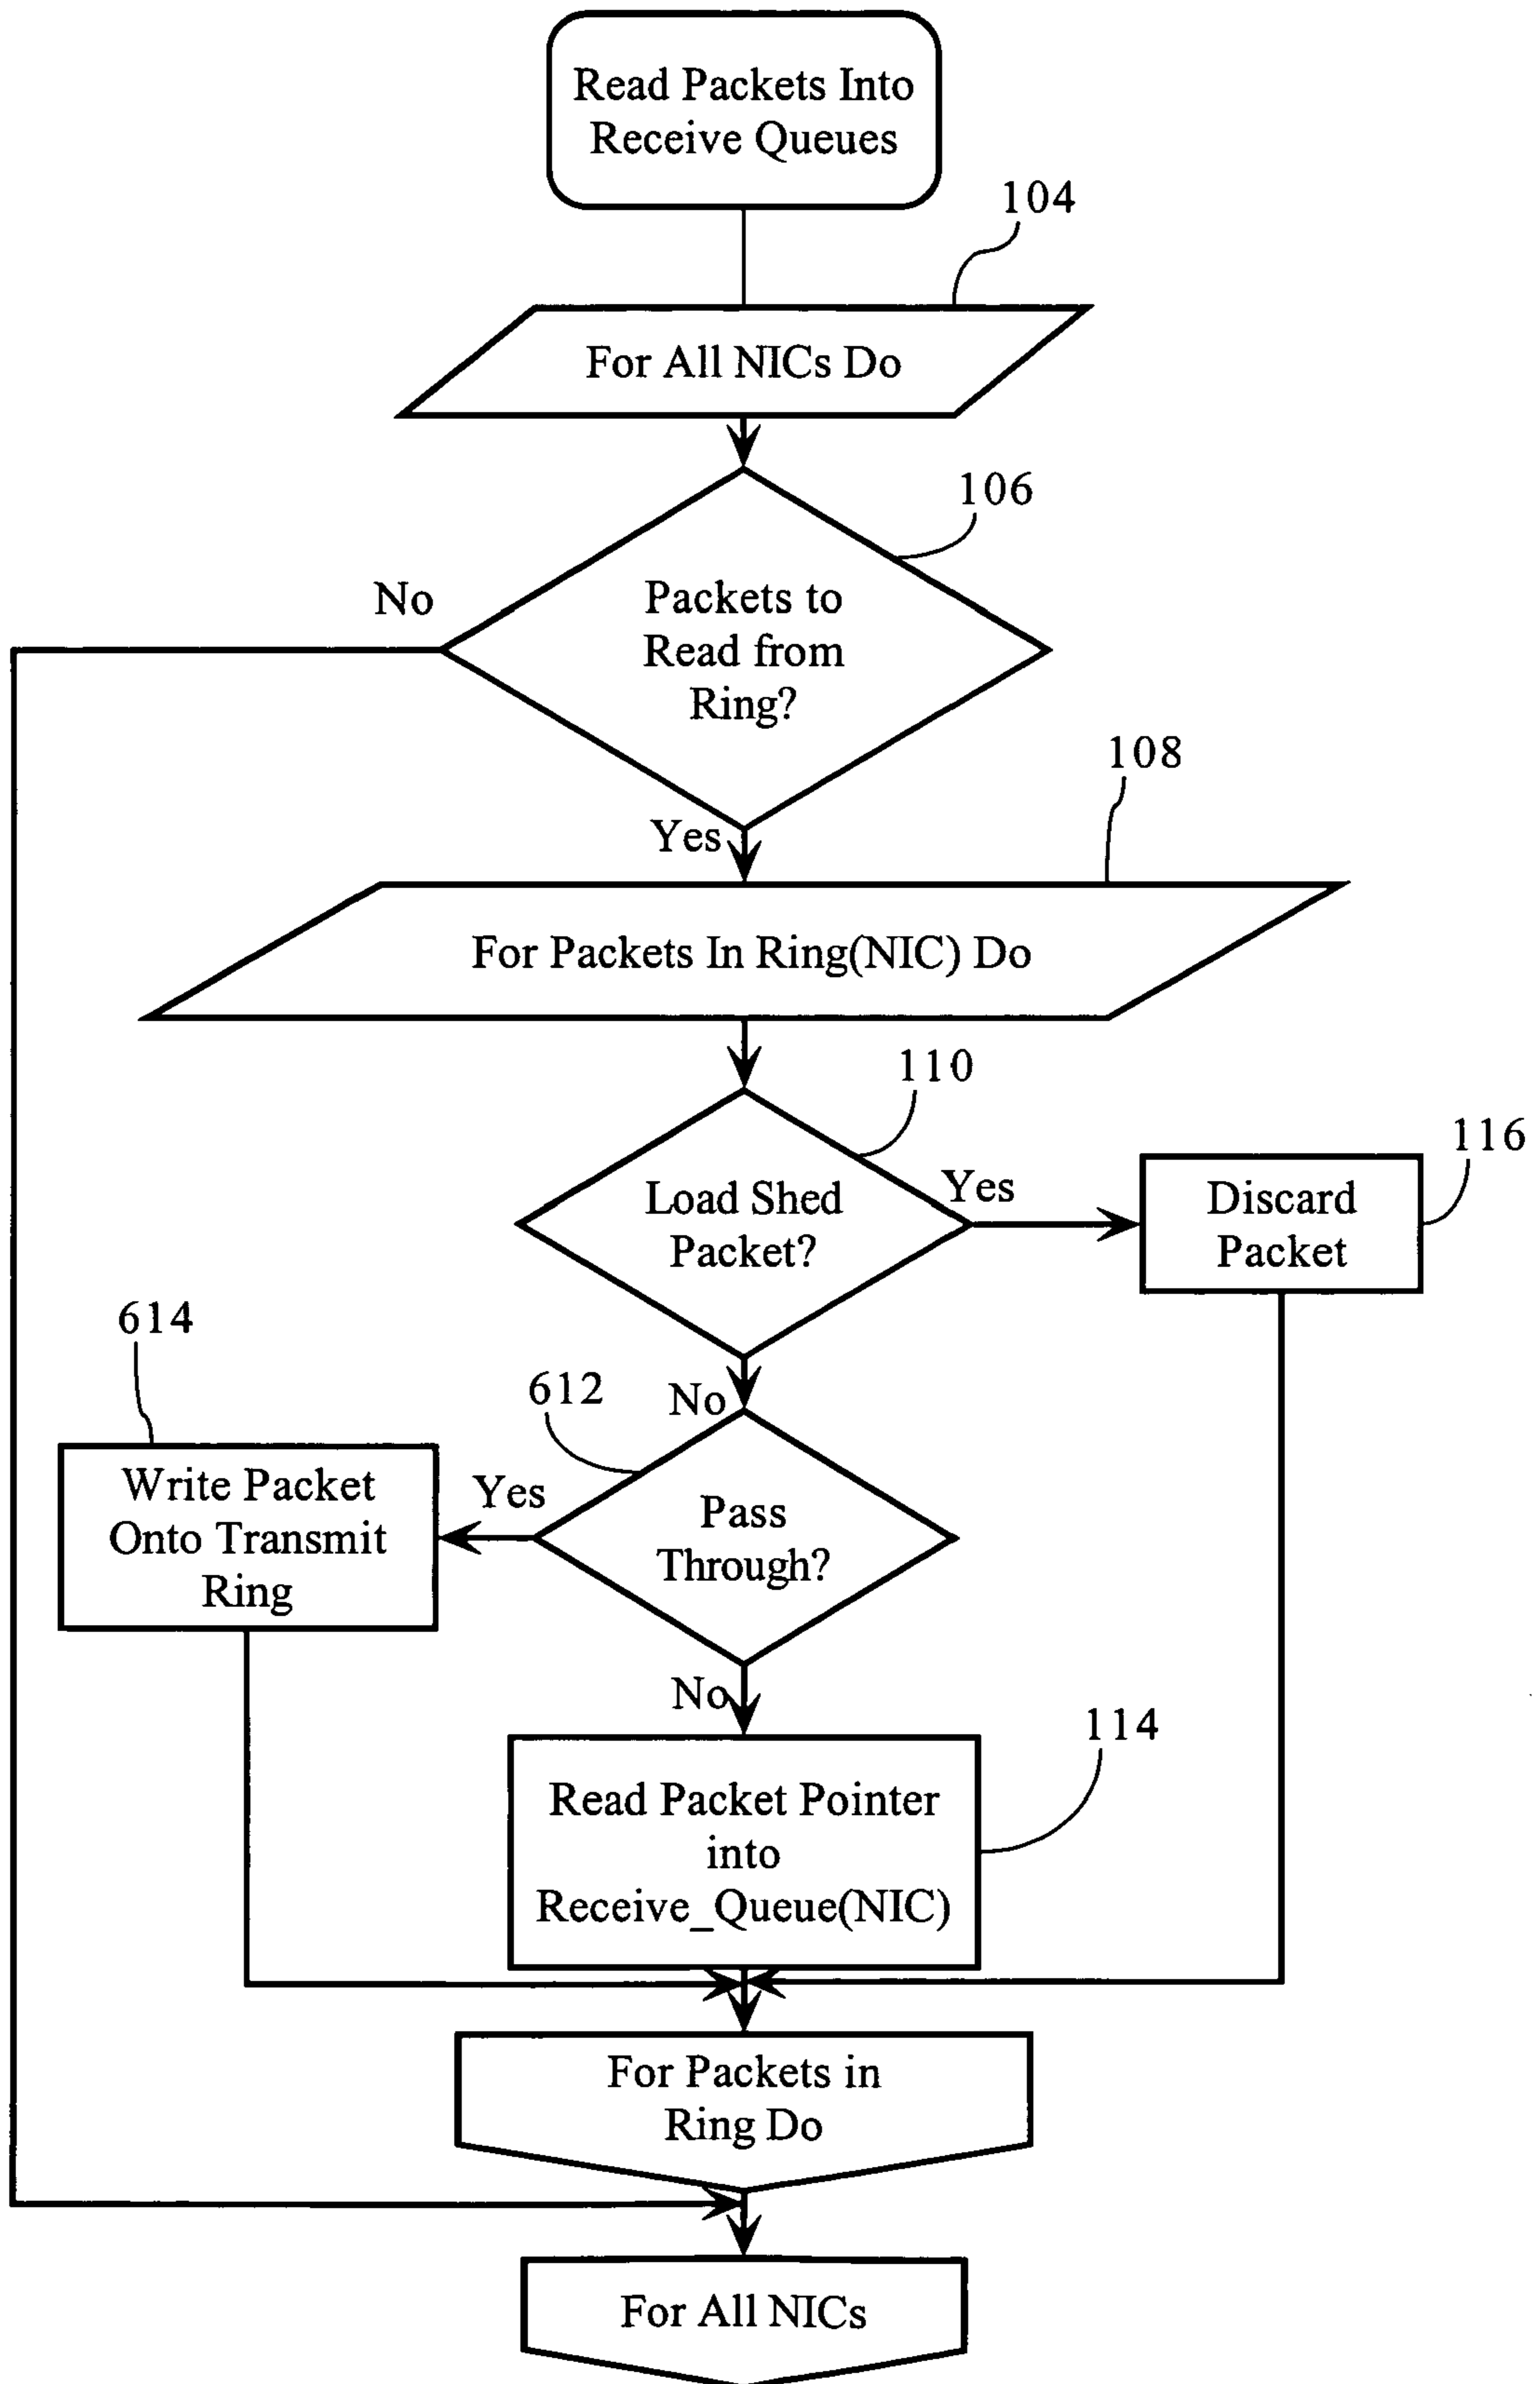 Read Packets Into
Receive Queues
104
For All NICs Do
106
No
Packets to
Read from
Ring?
108
Yes
For Packets In Ring(NIC) Do
110
116
Load Shed
Packet?
Yes
Discard
Packet
614
612
No
Write Packet
Onto Transmit
Ring
Yes
Pass
Through?
No
114
Read Packet Pointer
into
Receive_Queue(NIC)
For Packets in
Ring Do
For All NICs